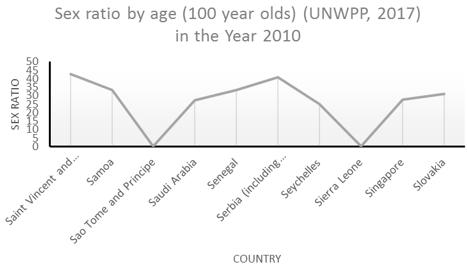 Sex ratio by age (100 year olds) (UNWPP, 2017)
in the Year 2010
SEX RATIO
50
45
40
35
30
25
20
15
10
5
0
Saint Vincent and...
Samoa
Sao Tome and Principe
Saudi Arabia
Senegal
Serbia (including...
Seychelles
Sierra Leone
Singapore
Slovakia
COUNTRY